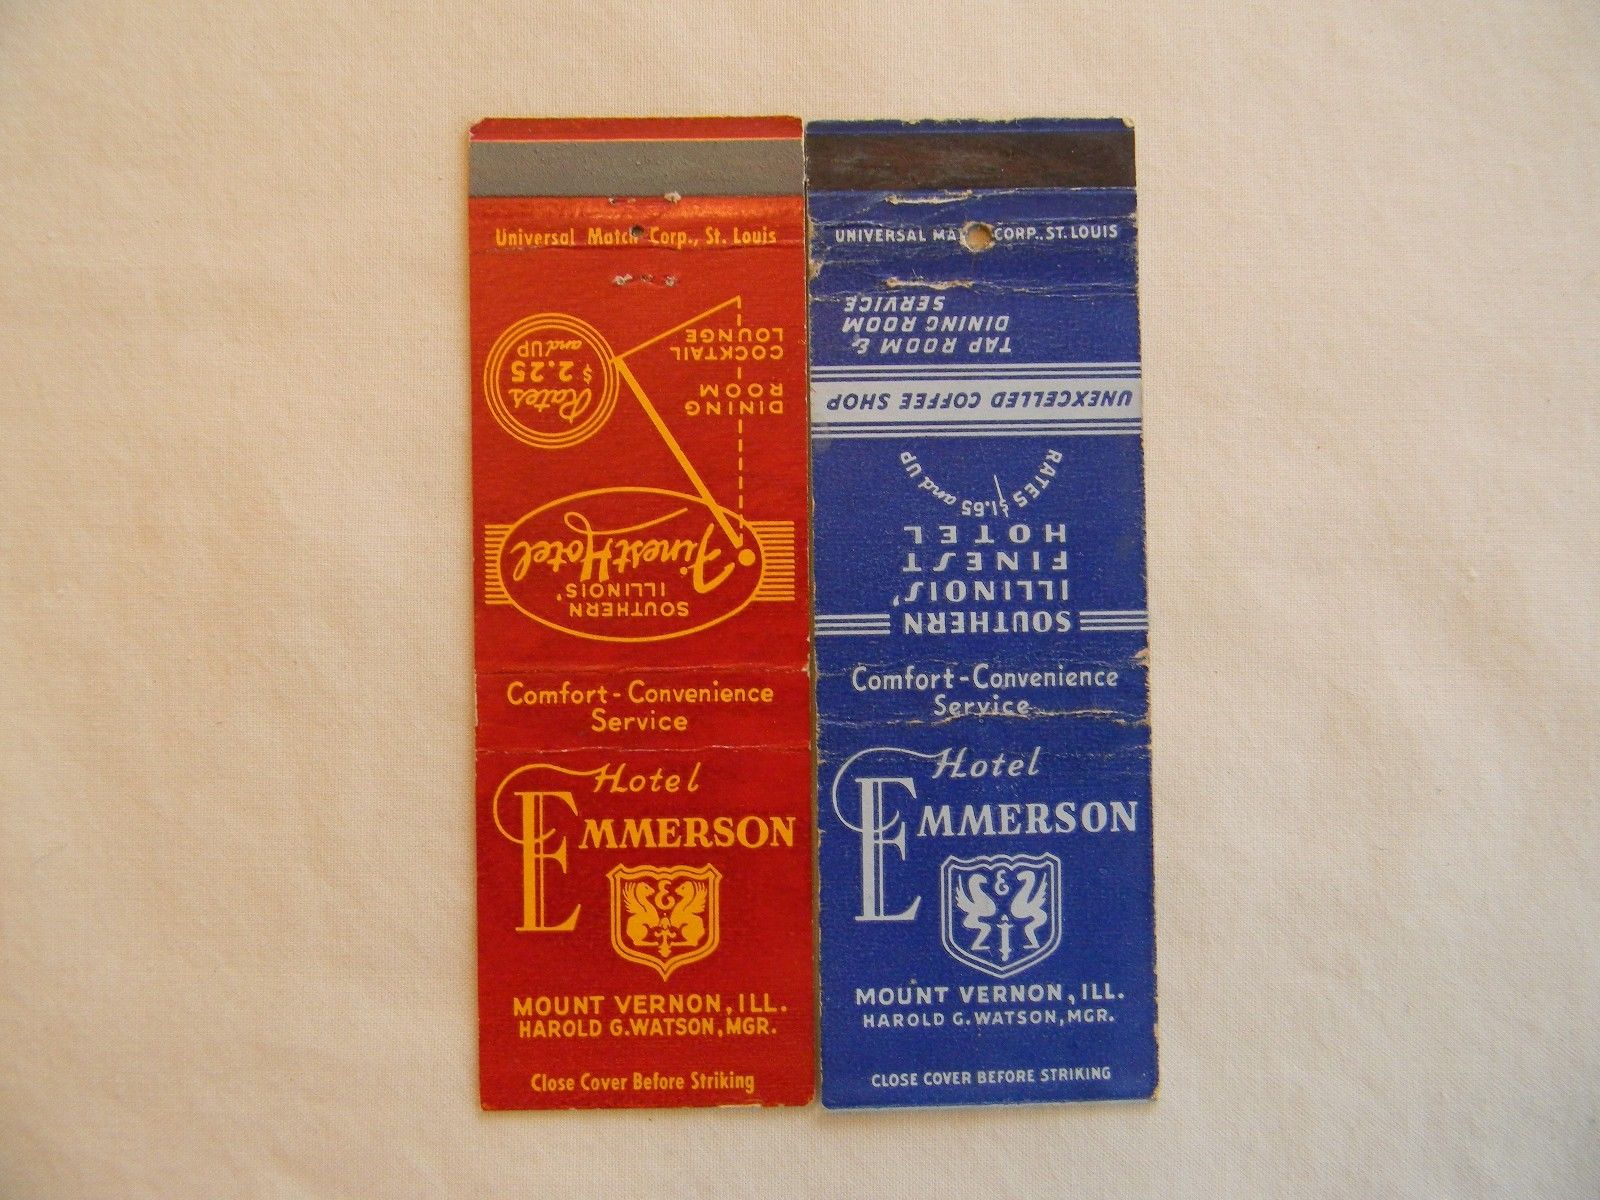 Universal Match Corp., St. Louis
COCKTAIL
LOUNGE
DINING
ROOM
Rates
$2.25
and UP
SOUTHERN
ILLINOIS'
Finest Hotel
Comfort - Convenience
Service
Hotel
EMMERSON
E
MOUNT VERNON, ILL.
HAROLD G. WATSON, MGR.
Close Cover Before Striking
UNIVERSAL CORP., ST. LOUIS
SOUTHERN
ILLINOIS'
FINEST
HOTEL
RATES $1.65 and UP
UNEXCELLED COFFEE SHOP
TAP ROOM &
DINING ROOM
SERVICE
Comfort - Convenience
Service
Hotel
EMMERSON
E
MOUNT VERNON, ILL.
HAROLD G. WATSON, MGR.
CLOSE COVER BEFORE STRIKING